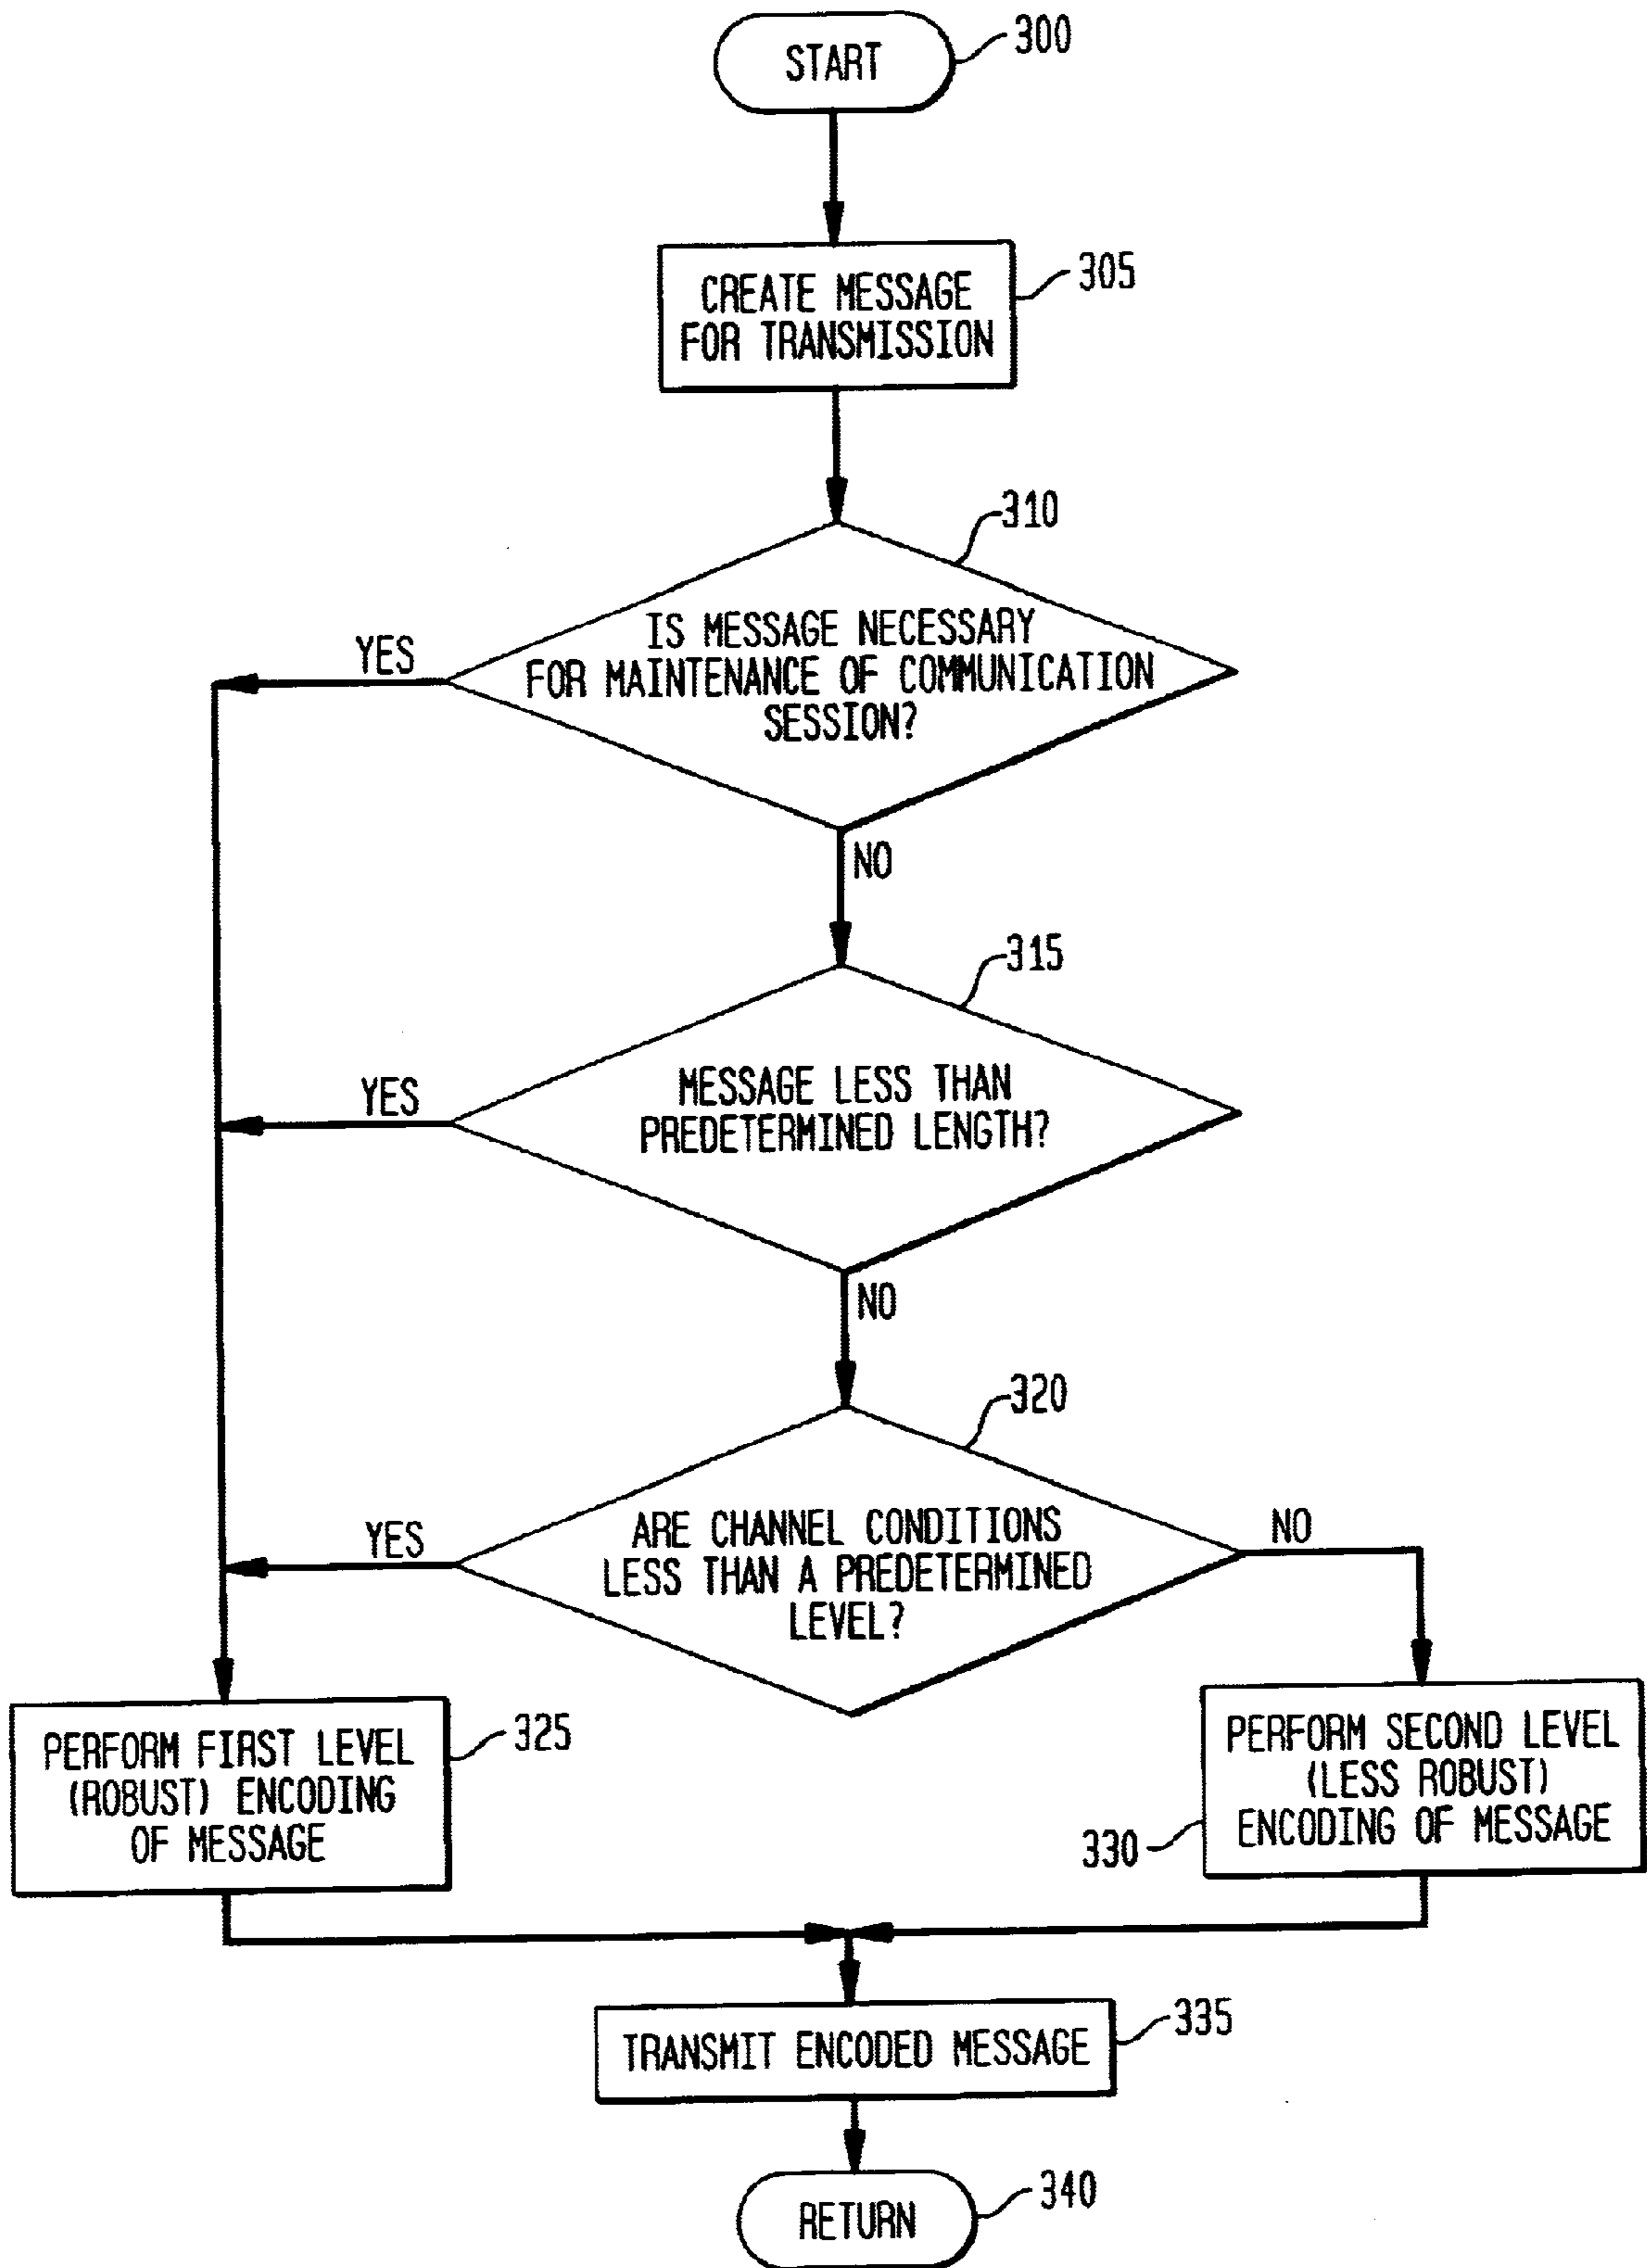 START
300
CREATE MESSAGE
FOR TRANSMISSION
305
310
IS MESSAGE NECESSARY
FOR MAINTENANCE OF COMMUNICATION
SESSION?
YES
NO
315
MESSAGE LESS THAN
PREDETERMINED LENGTH?
YES
NO
320
ARE CHANNEL CONDITIONS
LESS THAN A PREDETERMINED
LEVEL?
YES
NO
PERFORM FIRST LEVEL
(ROBUST) ENCODING
OF MESSAGE
325
PERFORM SECOND LEVEL
(LESS ROBUST)
ENCODING OF MESSAGE
330
TRANSMIT ENCODED MESSAGE
335
RETURN
340